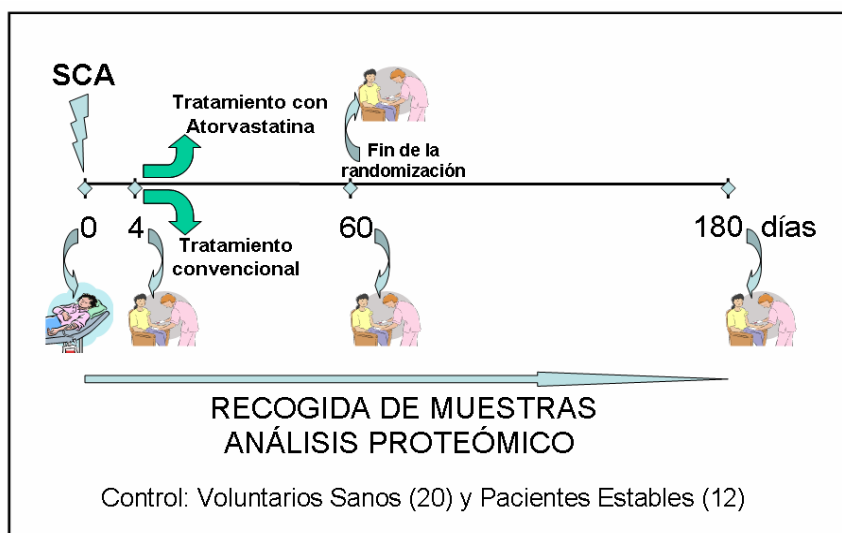 SCA
Tratamiento con
Atorvastatina
Fin de la
randomización
0
4
60
180 días
Tratamiento
convencional
RECOGIDA DE MUESTRAS
ANÁLISIS PROTEÓMICO
Control: Voluntarios Sanos (20) y Pacientes Estables (12)